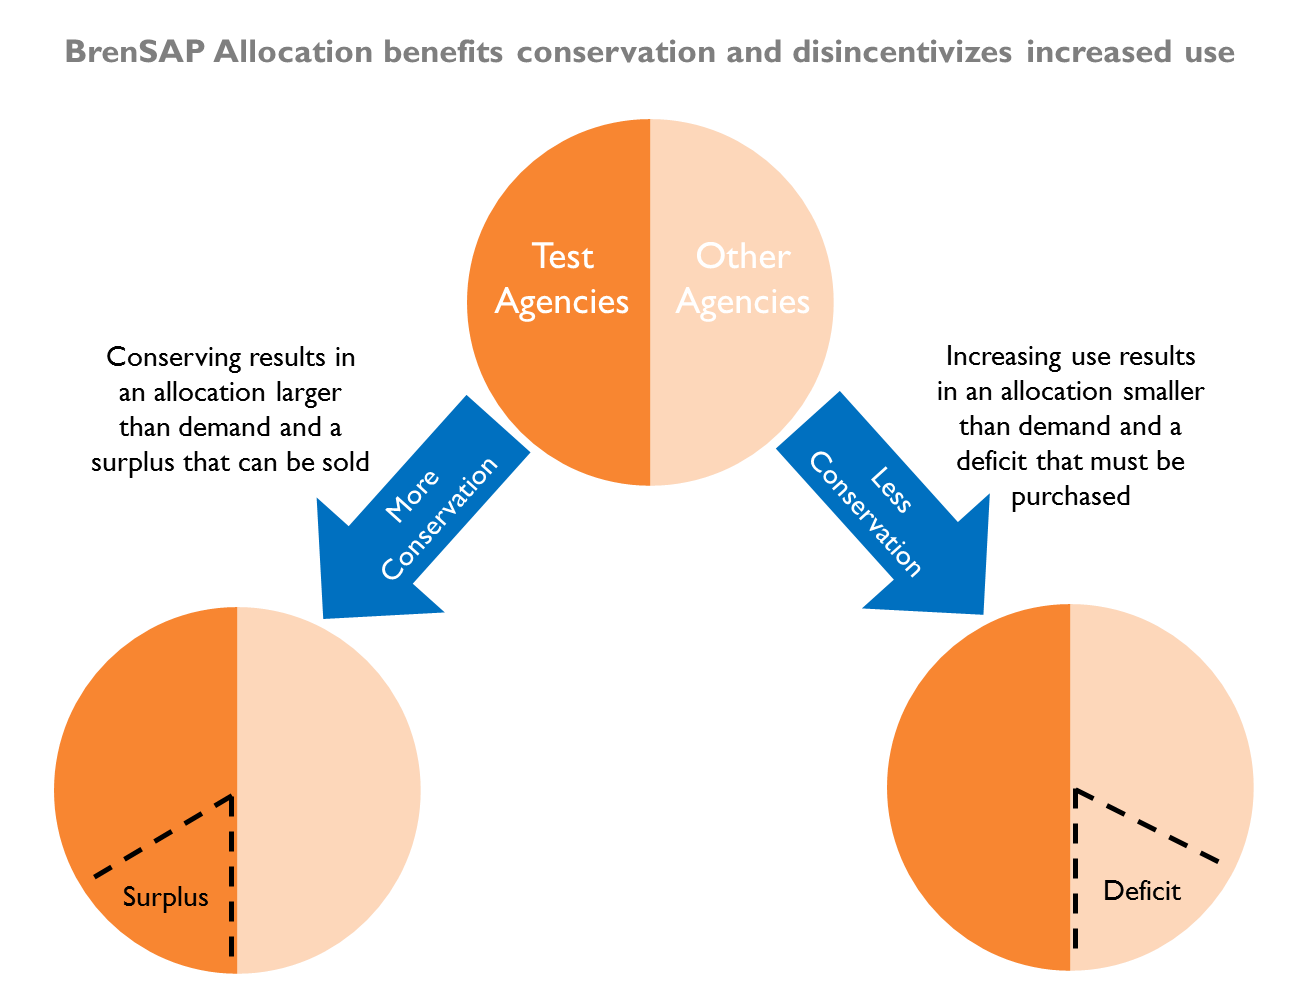 BrenSAP Allocation benefits conservation and disincentivizes increased use
Test
Agencies
Other
Agencies
Conserving results in
an allocation larger
than demand and a
surplus that can be sold
Increasing use results
in an allocation smaller
than demand and a
deficit that must be
purchased
More
Conservation
Less
Conservation
Surplus
Deficit